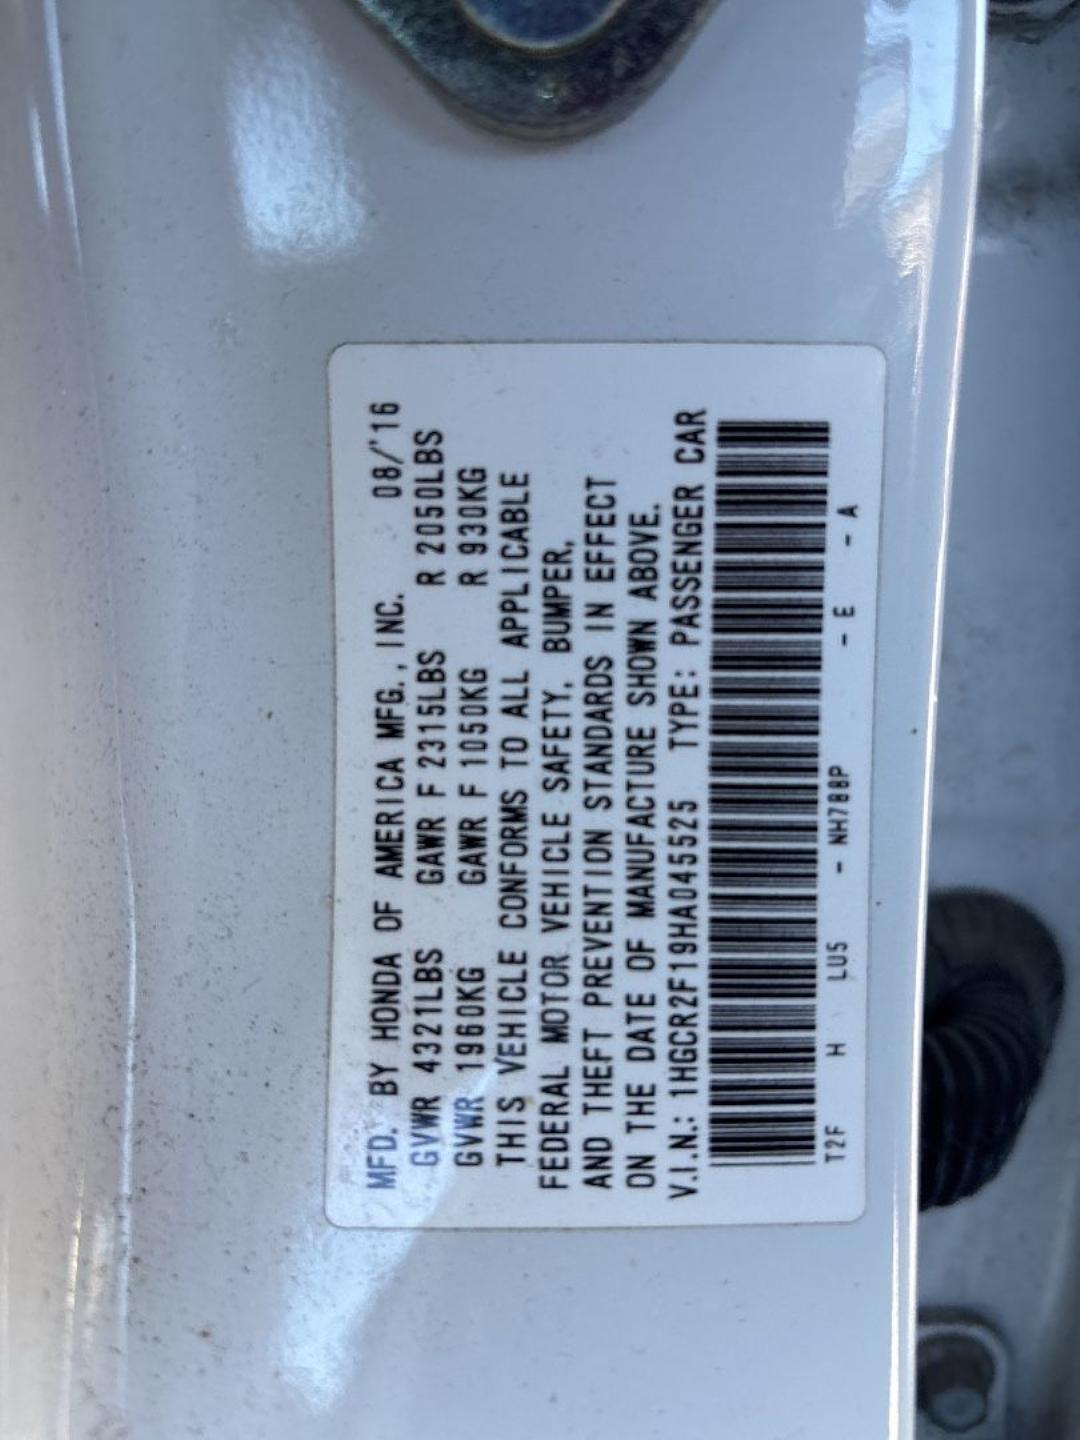 MFD. BY HONDA OF AMERICA MFG., INC. 08/'16
GVWR 4321LBS GAWR F 2315LBS R 2050LBS
GVWR 1960KG GAWR F 1050KG R 930KG
THIS VEHICLE CONFORMS TO ALL APPLICABLE
FEDERAL MOTOR VEHICLE SAFETY, BUMPER,
AND THEFT PREVENTION STANDARDS IN EFFECT
ON THE DATE OF MANUFACTURE SHOWN ABOVE.
V.I.N.: 1HGCR2F19HA045525 TYPE: PASSENGER CAR
T2F H LUS - NH788P - E - A